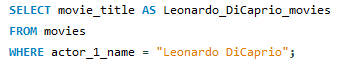 SELECT movie_title AS Leonardo_DiCaprio_movies
FROM movies
WHERE actor_1_name = "Leonardo DiCaprio";